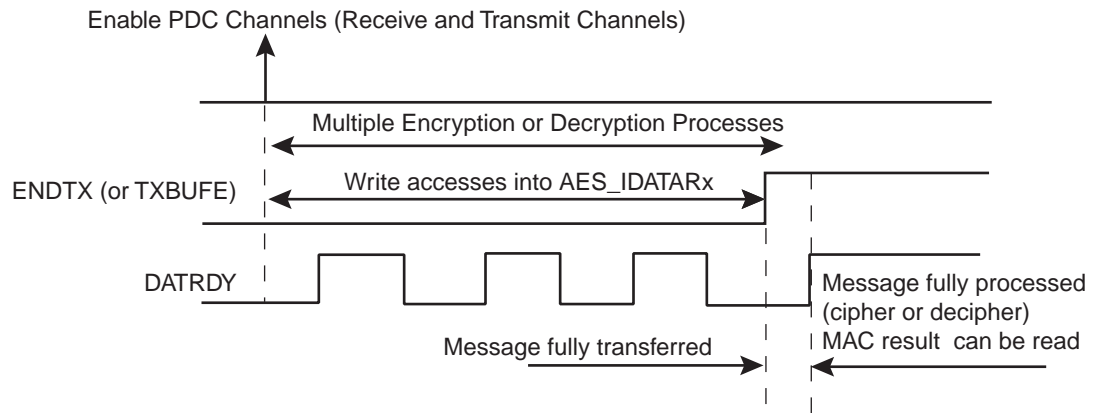 Enable PDC Channels (Receive and Transmit Channels)
Multiple Encryption or Decryption Processes
ENDTX (or TXBUFE)
Write accesses into AES_IDATARx
DATRDY
Message fully processed
(cipher or decipher)
MAC result can be read
Message fully transferred